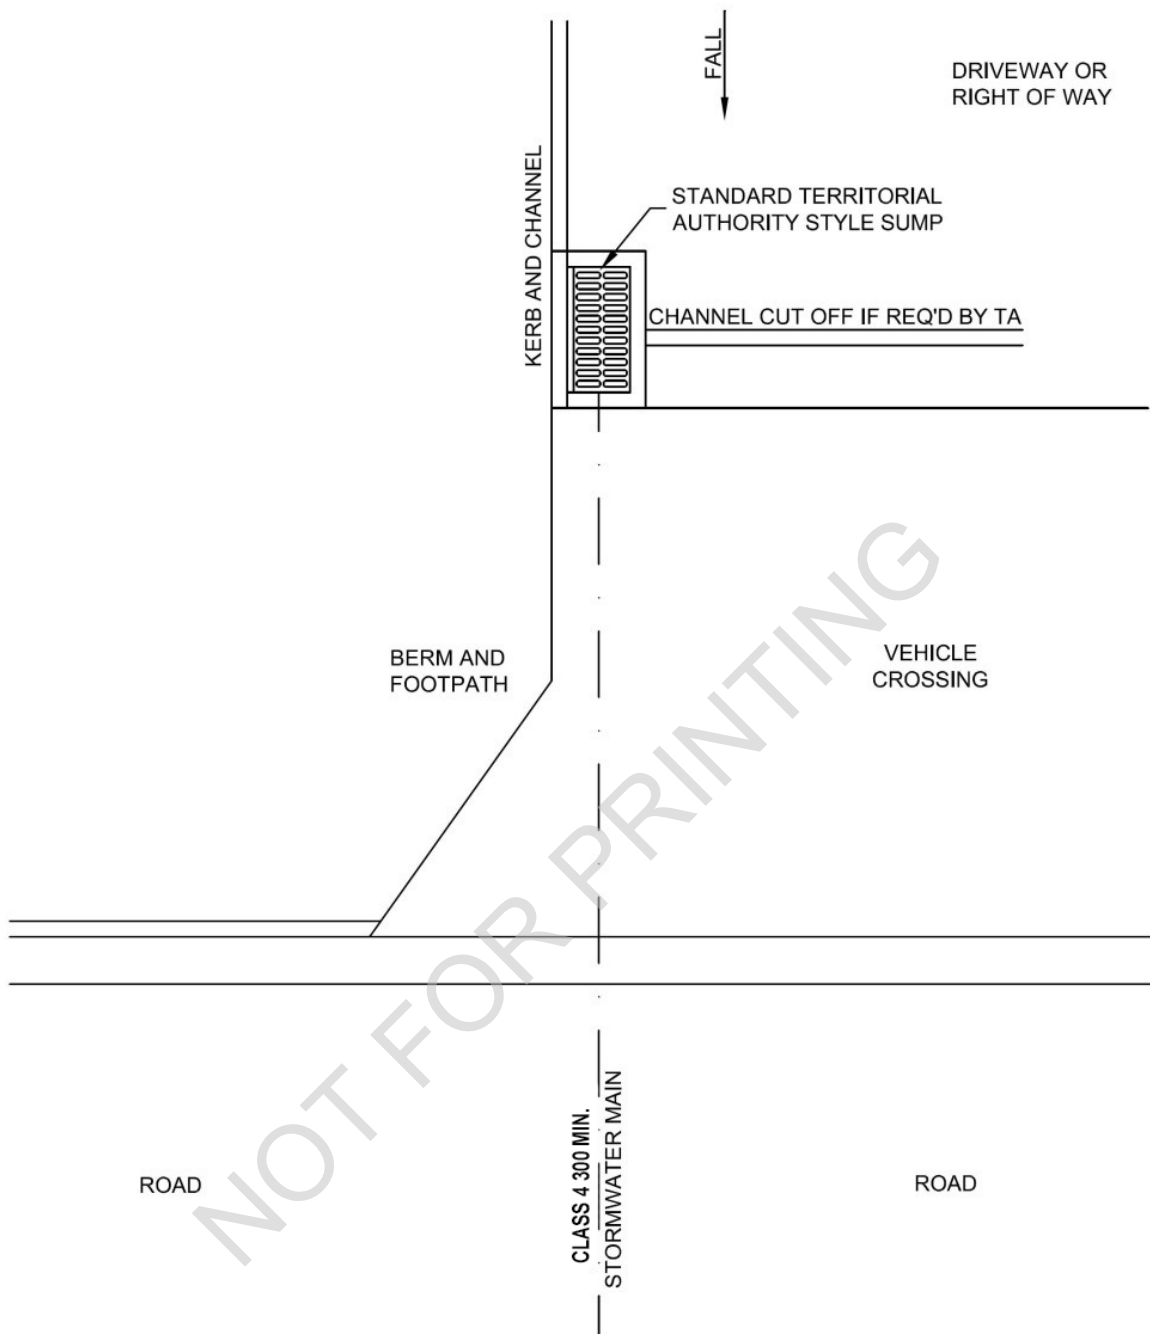 FALL
DRIVEWAY OR
RIGHT OF WAY
KERB AND CHANNEL
STANDARD TERRITORIAL
AUTHORITY STYLE SUMP
CHANNEL CUT OFF IF REQ'D BY TA
BERM AND
FOOTPATH
VEHICLE
CROSSING
NOT FOR PRINTING
ROAD
CLASS 4 300 MIN.
STORMWATER MAIN
ROAD